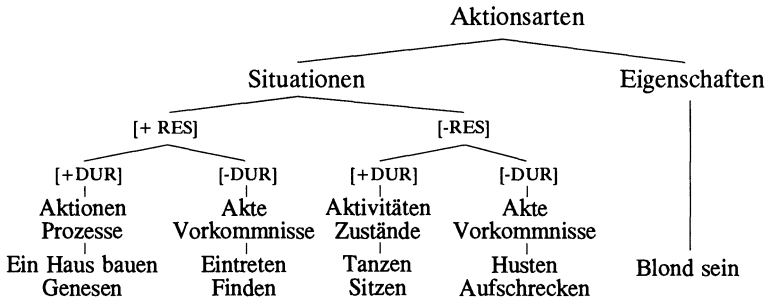 Aktionsarten
Situationen Eigenschaften
[+ RES] [-RES]
[+DUR] [-DUR] [+DUR] [-DUR]
Aktionen Akte Aktivitäten Akte
Prozesse Vorkommnisse Zustände Vorkommnisse
Ein Haus bauen Eintreten Tanzen Husten Blond sein
Genesen Finden Sitzen Aufschrecken